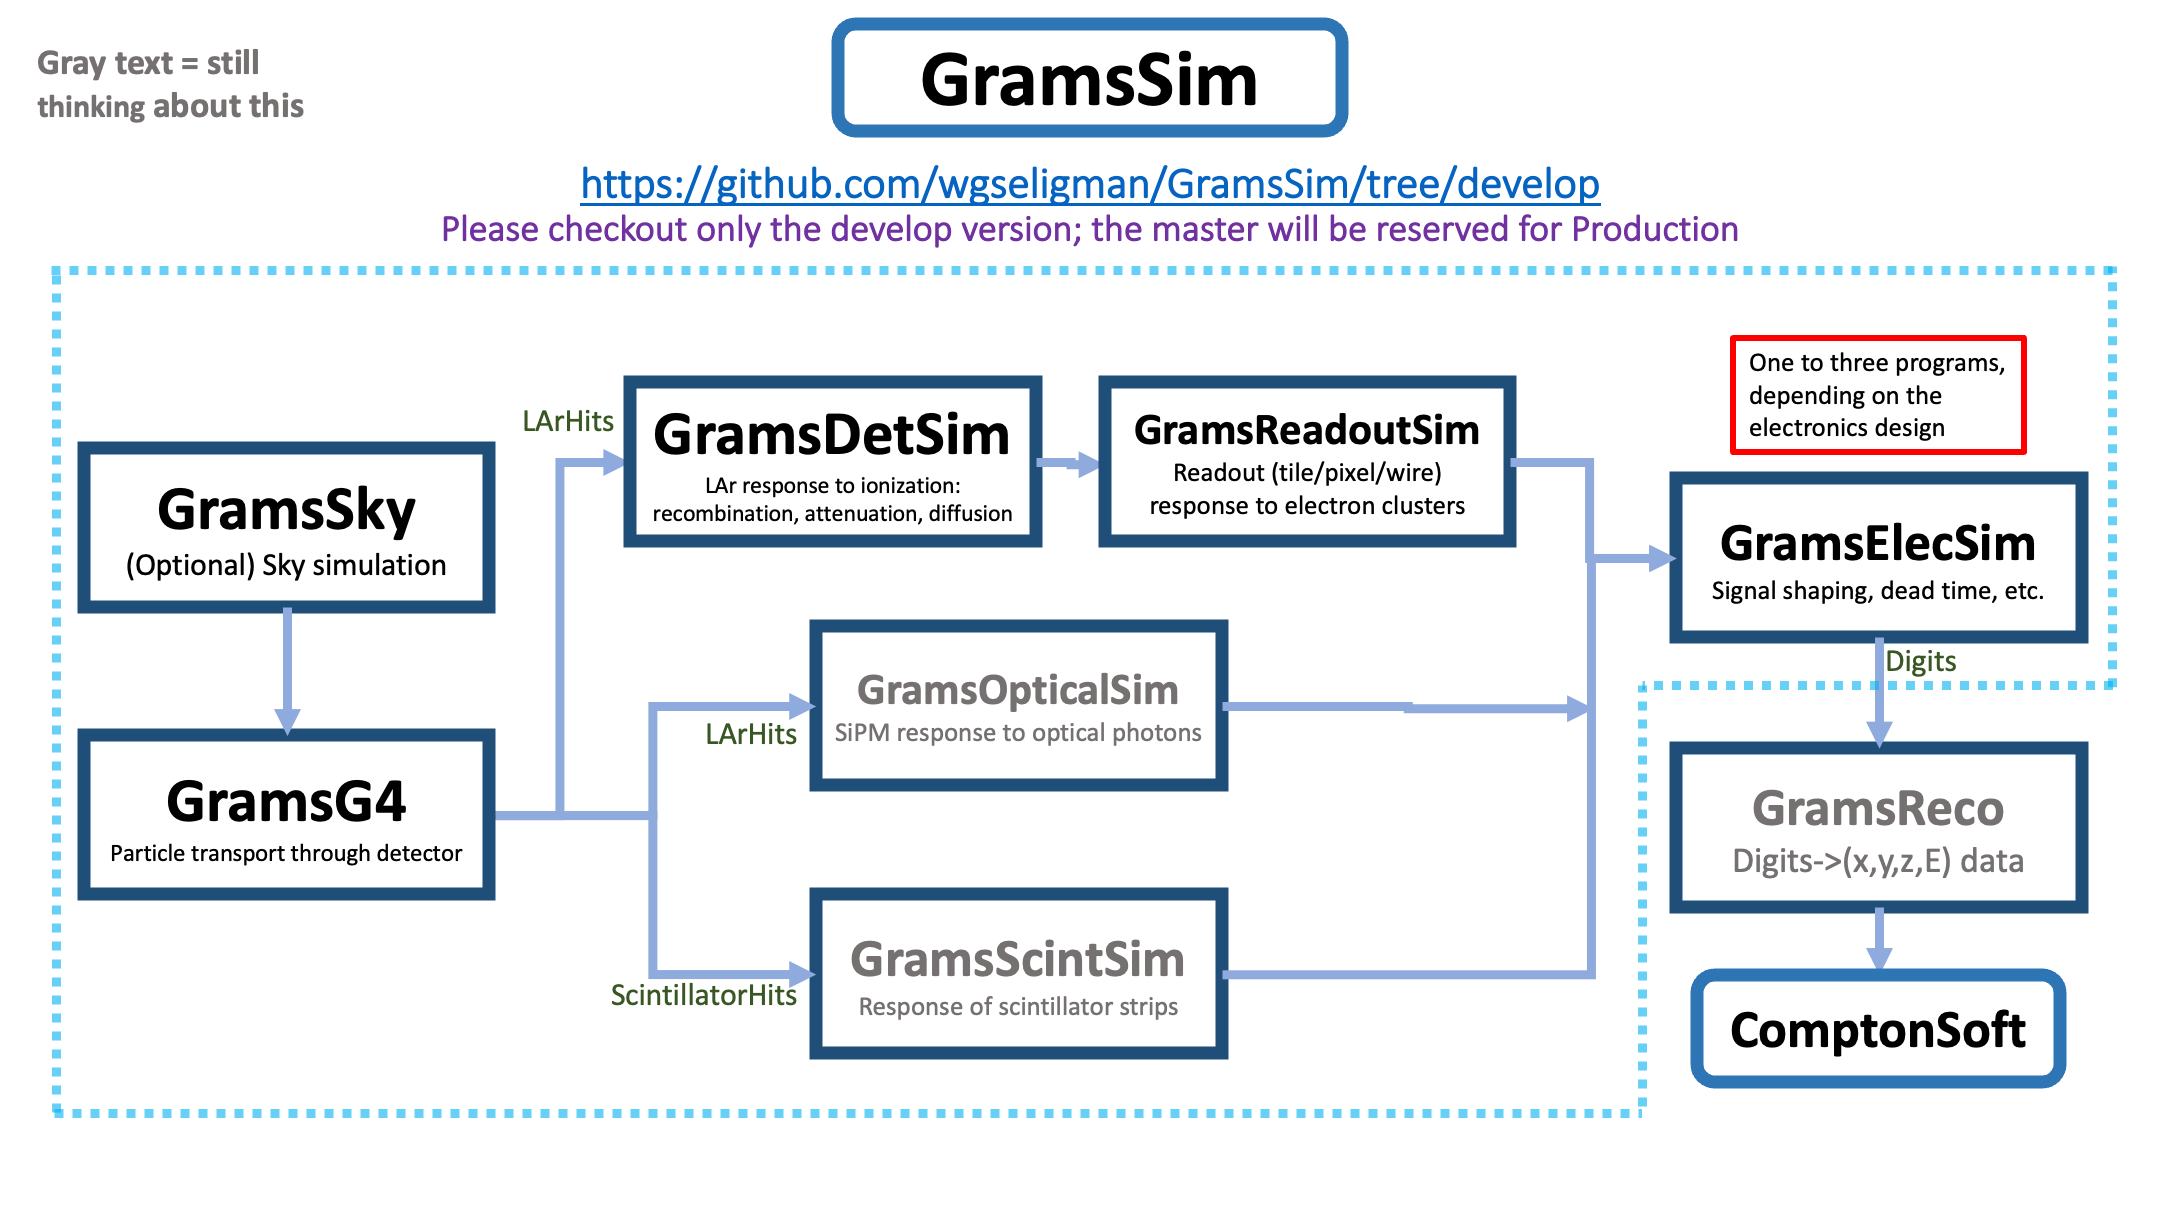 Gray text = still
thinking about this
GramsSim
https://github.com/wgseligman/GramsSim/tree/develop
Please checkout only the develop version; the master will be reserved for Production
One to three programs,
depending on the
electronics design
LArHits
GramsDetSim
LAr response to ionization:
recombination, attenuation, diffusion
GramsReadoutSim
Readout (tile/pixel/wire)
response to electron clusters
GramsSky
(Optional) Sky simulation
GramsElecSim
Signal shaping, dead time, etc.
Digits
GramsOpticalSim
SiPM response to optical photons
LArHits
GramsG4
Particle transport through detector
GramsReco
Digits->(x,y,z,E) data
GramsScintSim
Response of scintillator strips
ScintillatorHits
ComptonSoft